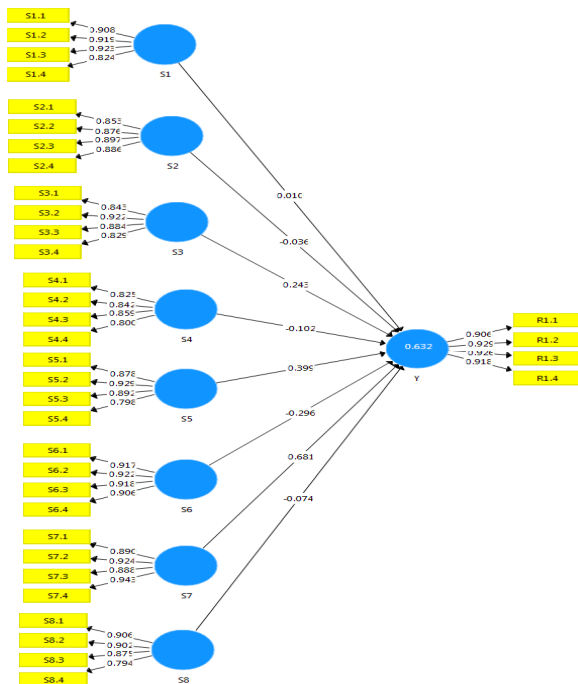 S1.1
S1.2
S1.3
S1.4
0.908
0.919
0.923
0.824
S1
S2.1
S2.2
S2.3
S2.4
0.853
0.876
0.897
0.886
S2
S3.1
S3.2
S3.3
S3.4
0.843
0.922
0.884
0.829
S3
S4.1
S4.2
S4.3
S4.4
0.825
0.842
0.859
0.800
S4
S5.1
S5.2
S5.3
S5.4
0.878
0.929
0.892
0.798
S5
S6.1
S6.2
S6.3
S6.4
0.917
0.922
0.918
0.906
S6
S7.1
S7.2
S7.3
S7.4
0.890
0.924
0.888
0.943
S7
S8.1
S8.2
S8.3
S8.4
0.906
0.902
0.875
0.794
S8
0.010
-0.036
0.243
-0.102
0.399
-0.296
0.681
-0.074
0.632
Y
0.906
0.929
0.926
0.918
R1.1
R1.2
R1.3
R1.4